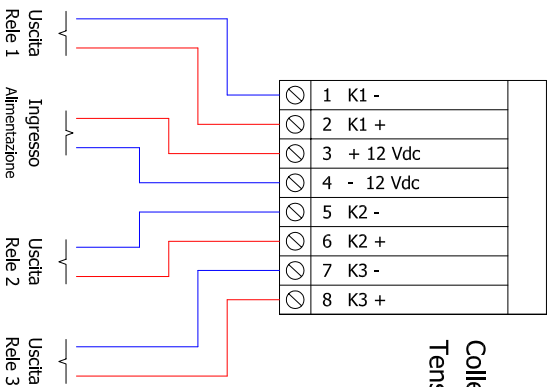 Uscita
Rele 1
Ingresso
Alimentazione
Uscita
Rele 2
Uscita
Rele 3
1 K1 -
2 K1 +
3 + 12 Vdc
4 - 12 Vdc
5 K2 -
6 K2 +
7 K3 -
8 K3 +